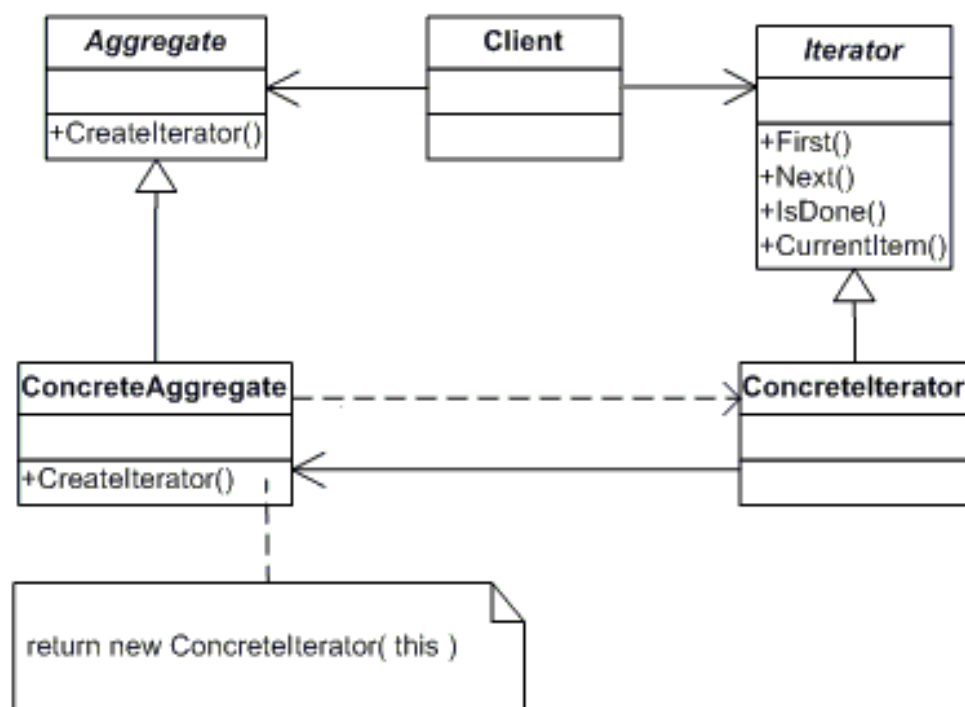 Aggregate
Client
Iterator
+CreateIterator()
+First()
+Next()
+IsDone()
+CurrentItem()
ConcreteAggregate
ConcreteIterator
+CreateIterator()
return new ConcreteIterator( this )